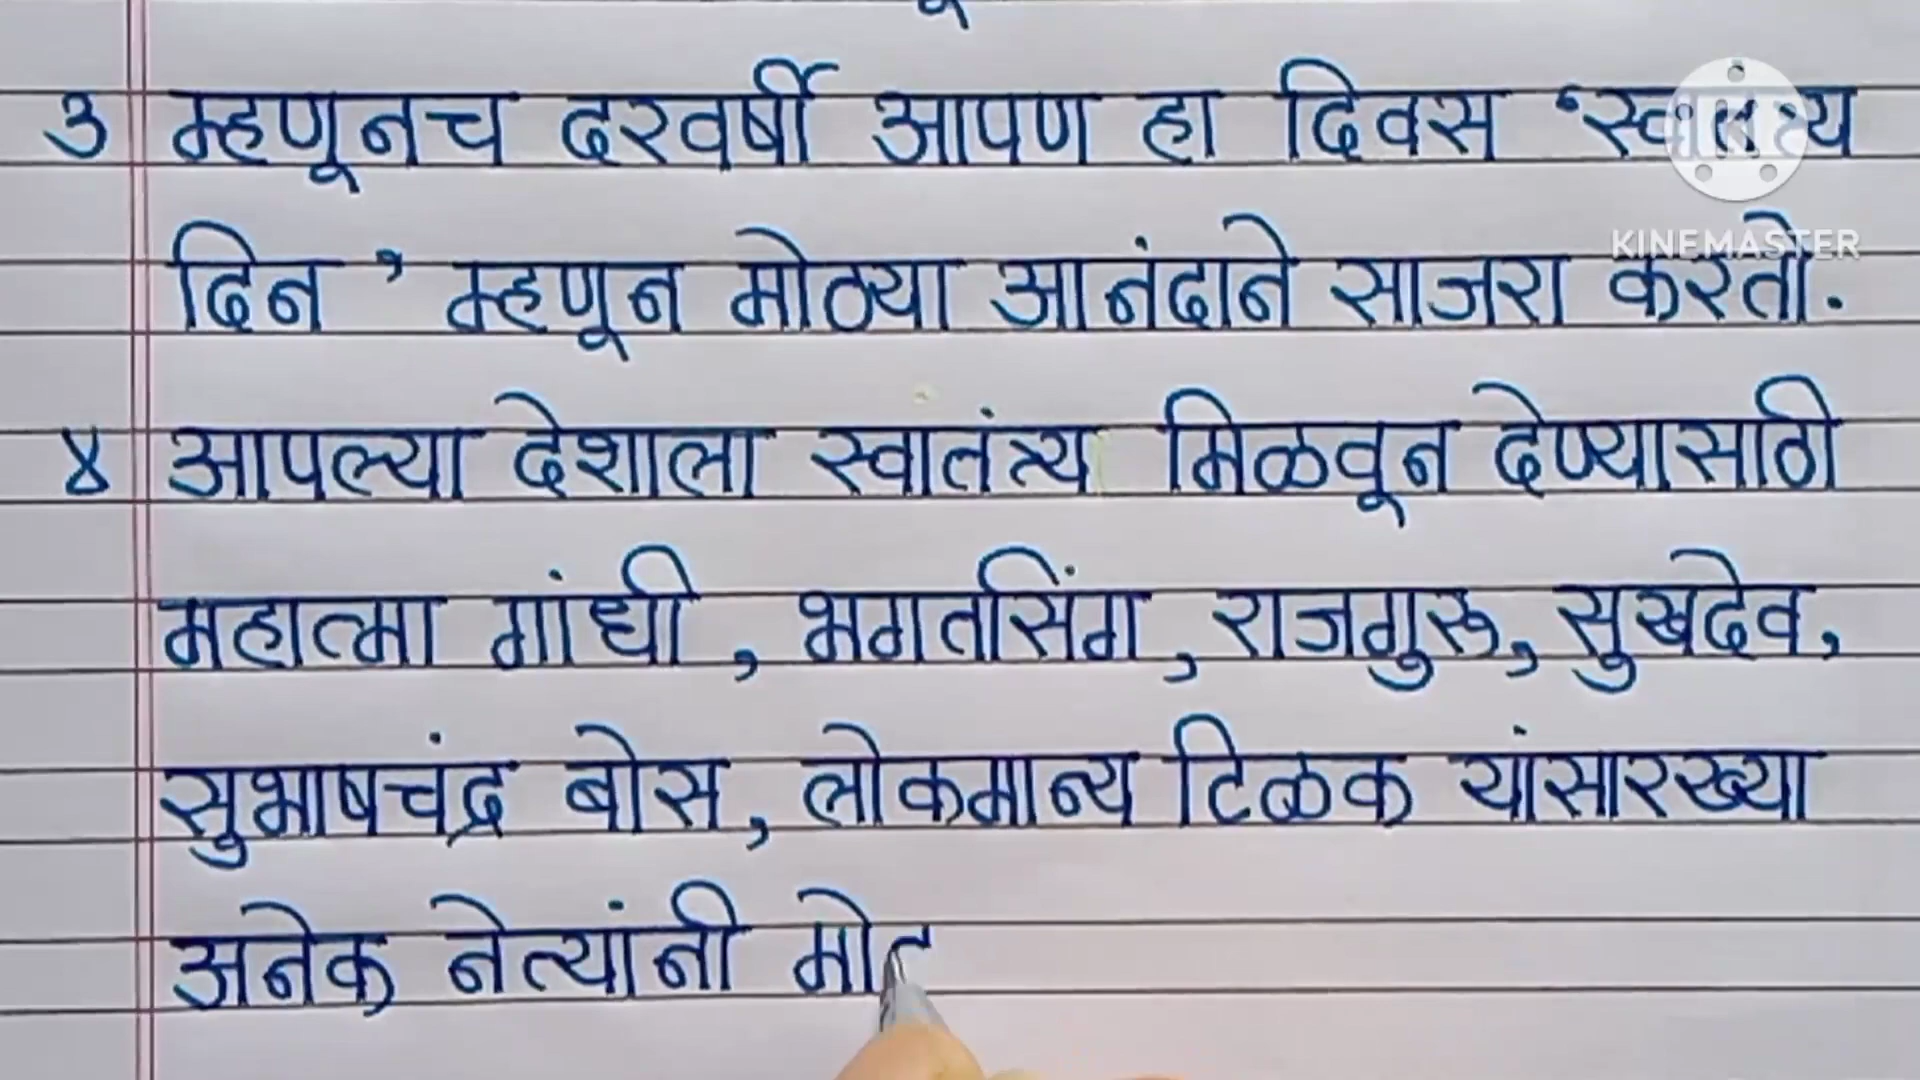 ३ म्हणूनच दरवर्षी आपण हा दिवस 'स्वातंत्र्य
दिन' म्हणून मोठ्या आनंदाने साजरा करतो.
KINEMASTER
४ आपल्या देशाला स्वातंत्र्य मिळवून देण्यासाठी
महात्मा गांधी, भगतसिंग, राजगुरू, सुखदेव,
सुभाषचंद्र बोस, लोकमान्य टिळक यांसारख्या
अनेक नेत्यांनी